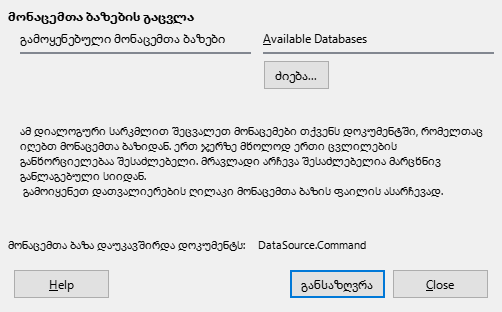 მონაცემთა ბაზების გაცვლა
გამოყენებული მონაცემთა ბაზები
Available Databases
ძიება...
ამ დიალოგური სარკმლით შეცვალეთ მონაცემები თქვენს დოკუმენტში, რომელთაც
იღებთ მონაცემთა ბაზიდან. ერთ ჯერზე მხოლოდ ერთი ცვლილების
განხორციელებაა შესაძლებელი. მრავლადი არჩევა შესაძლებელია მარცხნივ
განლაგებული სიიდან.
გამოიყენეთ დათვალიერების ღილაკი მონაცემთა ბაზის ფაილის ასარჩევად.
მონაცემთა ბაზა დაუკავშირდა დოკუმენტს: DataSource.Command
Help
განსაზღვრა
Close